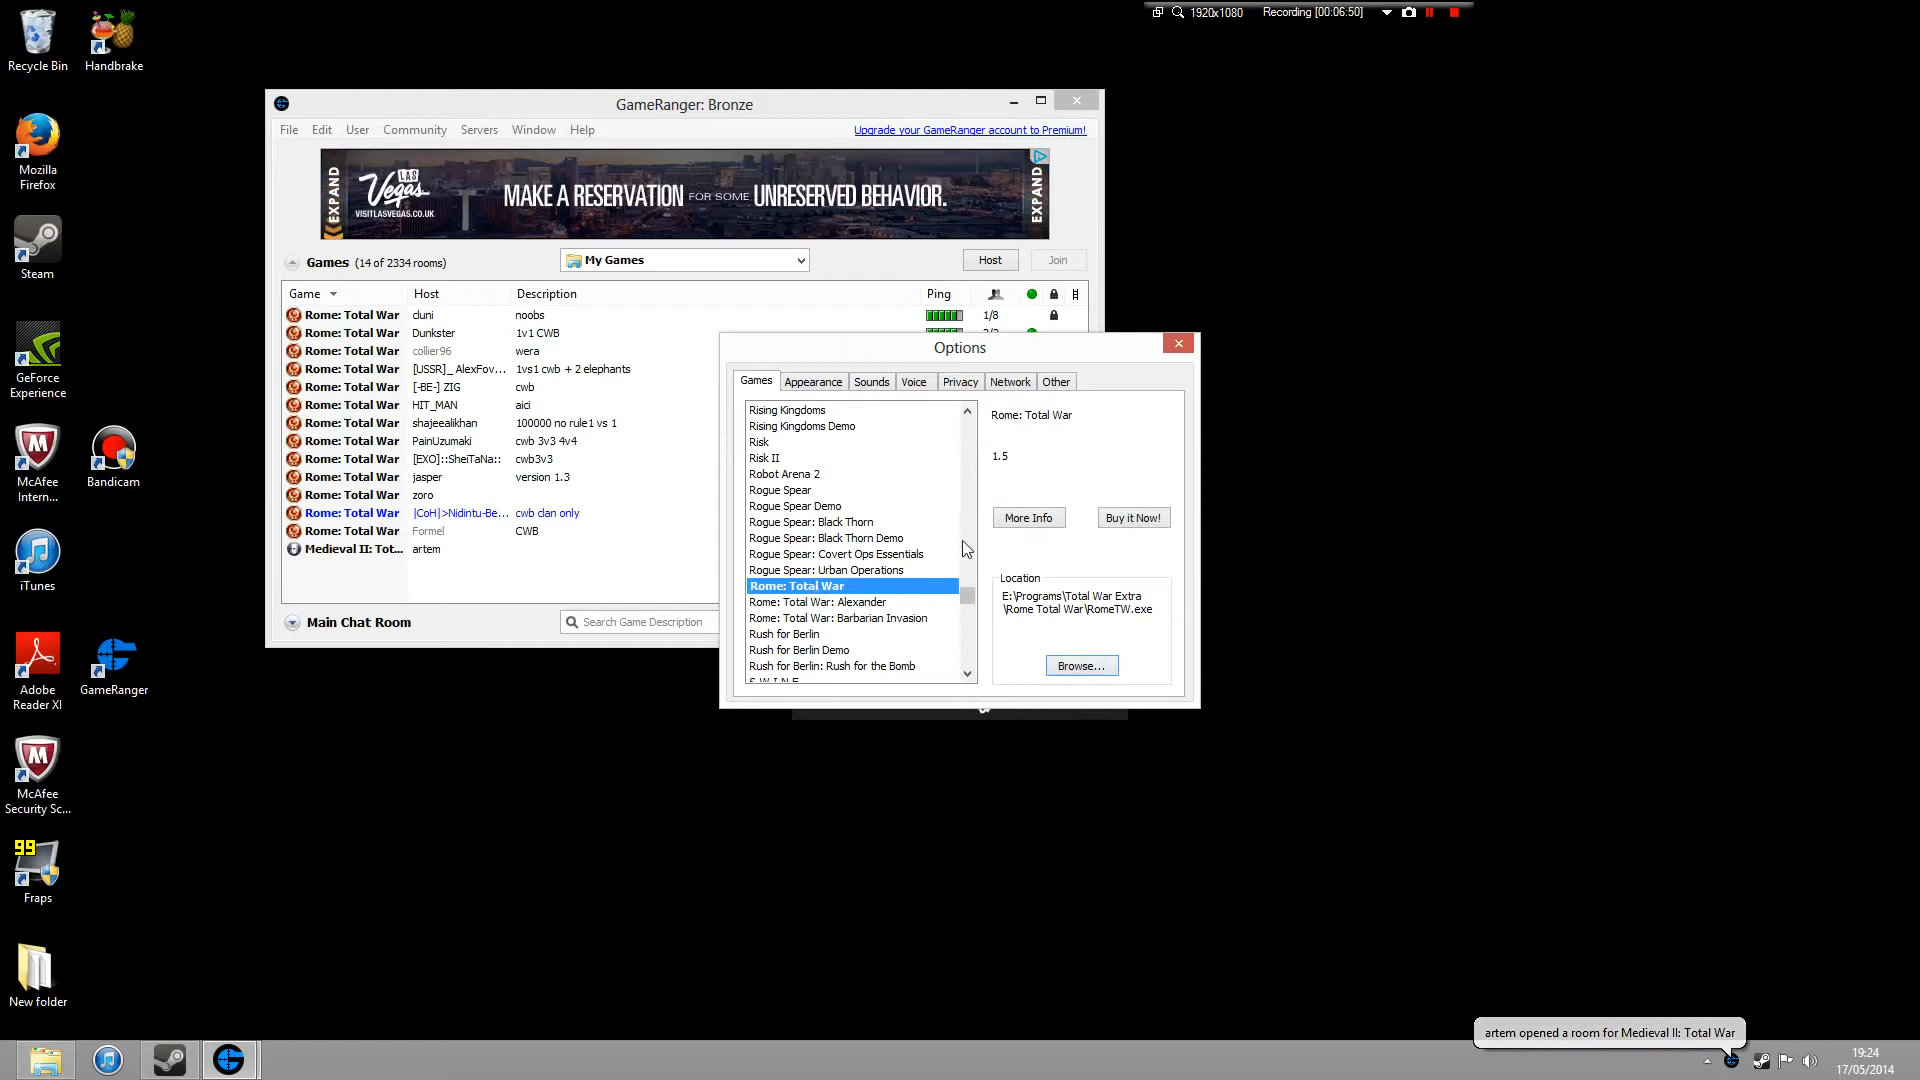 1920x1080 Recording [00:06:50]
Recycle Bin
Handbrake
Mozilla
Firefox
Steam
GeForce
Experience
McAfee
Intern...
Bandicam
iTunes
Adobe
Reader XI
GameRanger
McAfee
Security Sc...
99
Fraps
New folder
GameRanger: Bronze
File Edit User Community Servers Window Help
Upgrade your GameRanger account to Premium!
EXPAND
LAS
Vegas
VISITLASVEGAS.CO.UK
MAKE A RESERVATION FOR SOME UNRESERVED BEHAVIOR.
EXPAND
Games (14 of 2334 rooms)
My Games
Host
Join
Game Host Description Ping
Rome: Total War cluni noobs 1/8
Rome: Total War Dunkster 1v1 CWB
Rome: Total War collier96 wera
Rome: Total War [USSR]_ AlexFov... 1vs1 cwb + 2 elephants
Rome: Total War [-BE-] ZIG cwb
Rome: Total War HIT_MAN aici
Rome: Total War shajeealikhan 100000 no rule1 vs 1
Rome: Total War PainUzumaki cwb 3v3 4v4
Rome: Total War [EXO]::SheiTaNa:: cwb3v3
Rome: Total War jasper version 1.3
Rome: Total War zoro
Rome: Total War |CoH|>Nidintu-Be... cwb clan only
Rome: Total War Formel CWB
Medieval II: Tot... artem
Main Chat Room
Search Game Description
Options
Games Appearance Sounds Voice Privacy Network Other
Rising Kingdoms
Rising Kingdoms Demo
Risk
Risk II
Robot Arena 2
Rogue Spear
Rogue Spear Demo
Rogue Spear: Black Thorn
Rogue Spear: Black Thorn Demo
Rogue Spear: Covert Ops Essentials
Rogue Spear: Urban Operations
Rome: Total War
Rome: Total War: Alexander
Rome: Total War: Barbarian Invasion
Rush for Berlin
Rush for Berlin Demo
Rush for Berlin: Rush for the Bomb
Rome: Total War
1.5
More Info
Buy it Now!
Location
E:\Programs\Total War Extra
\Rome Total War\RomeTW.exe
Browse...
artem opened a room for Medieval II: Total War
19:24
17/05/2014